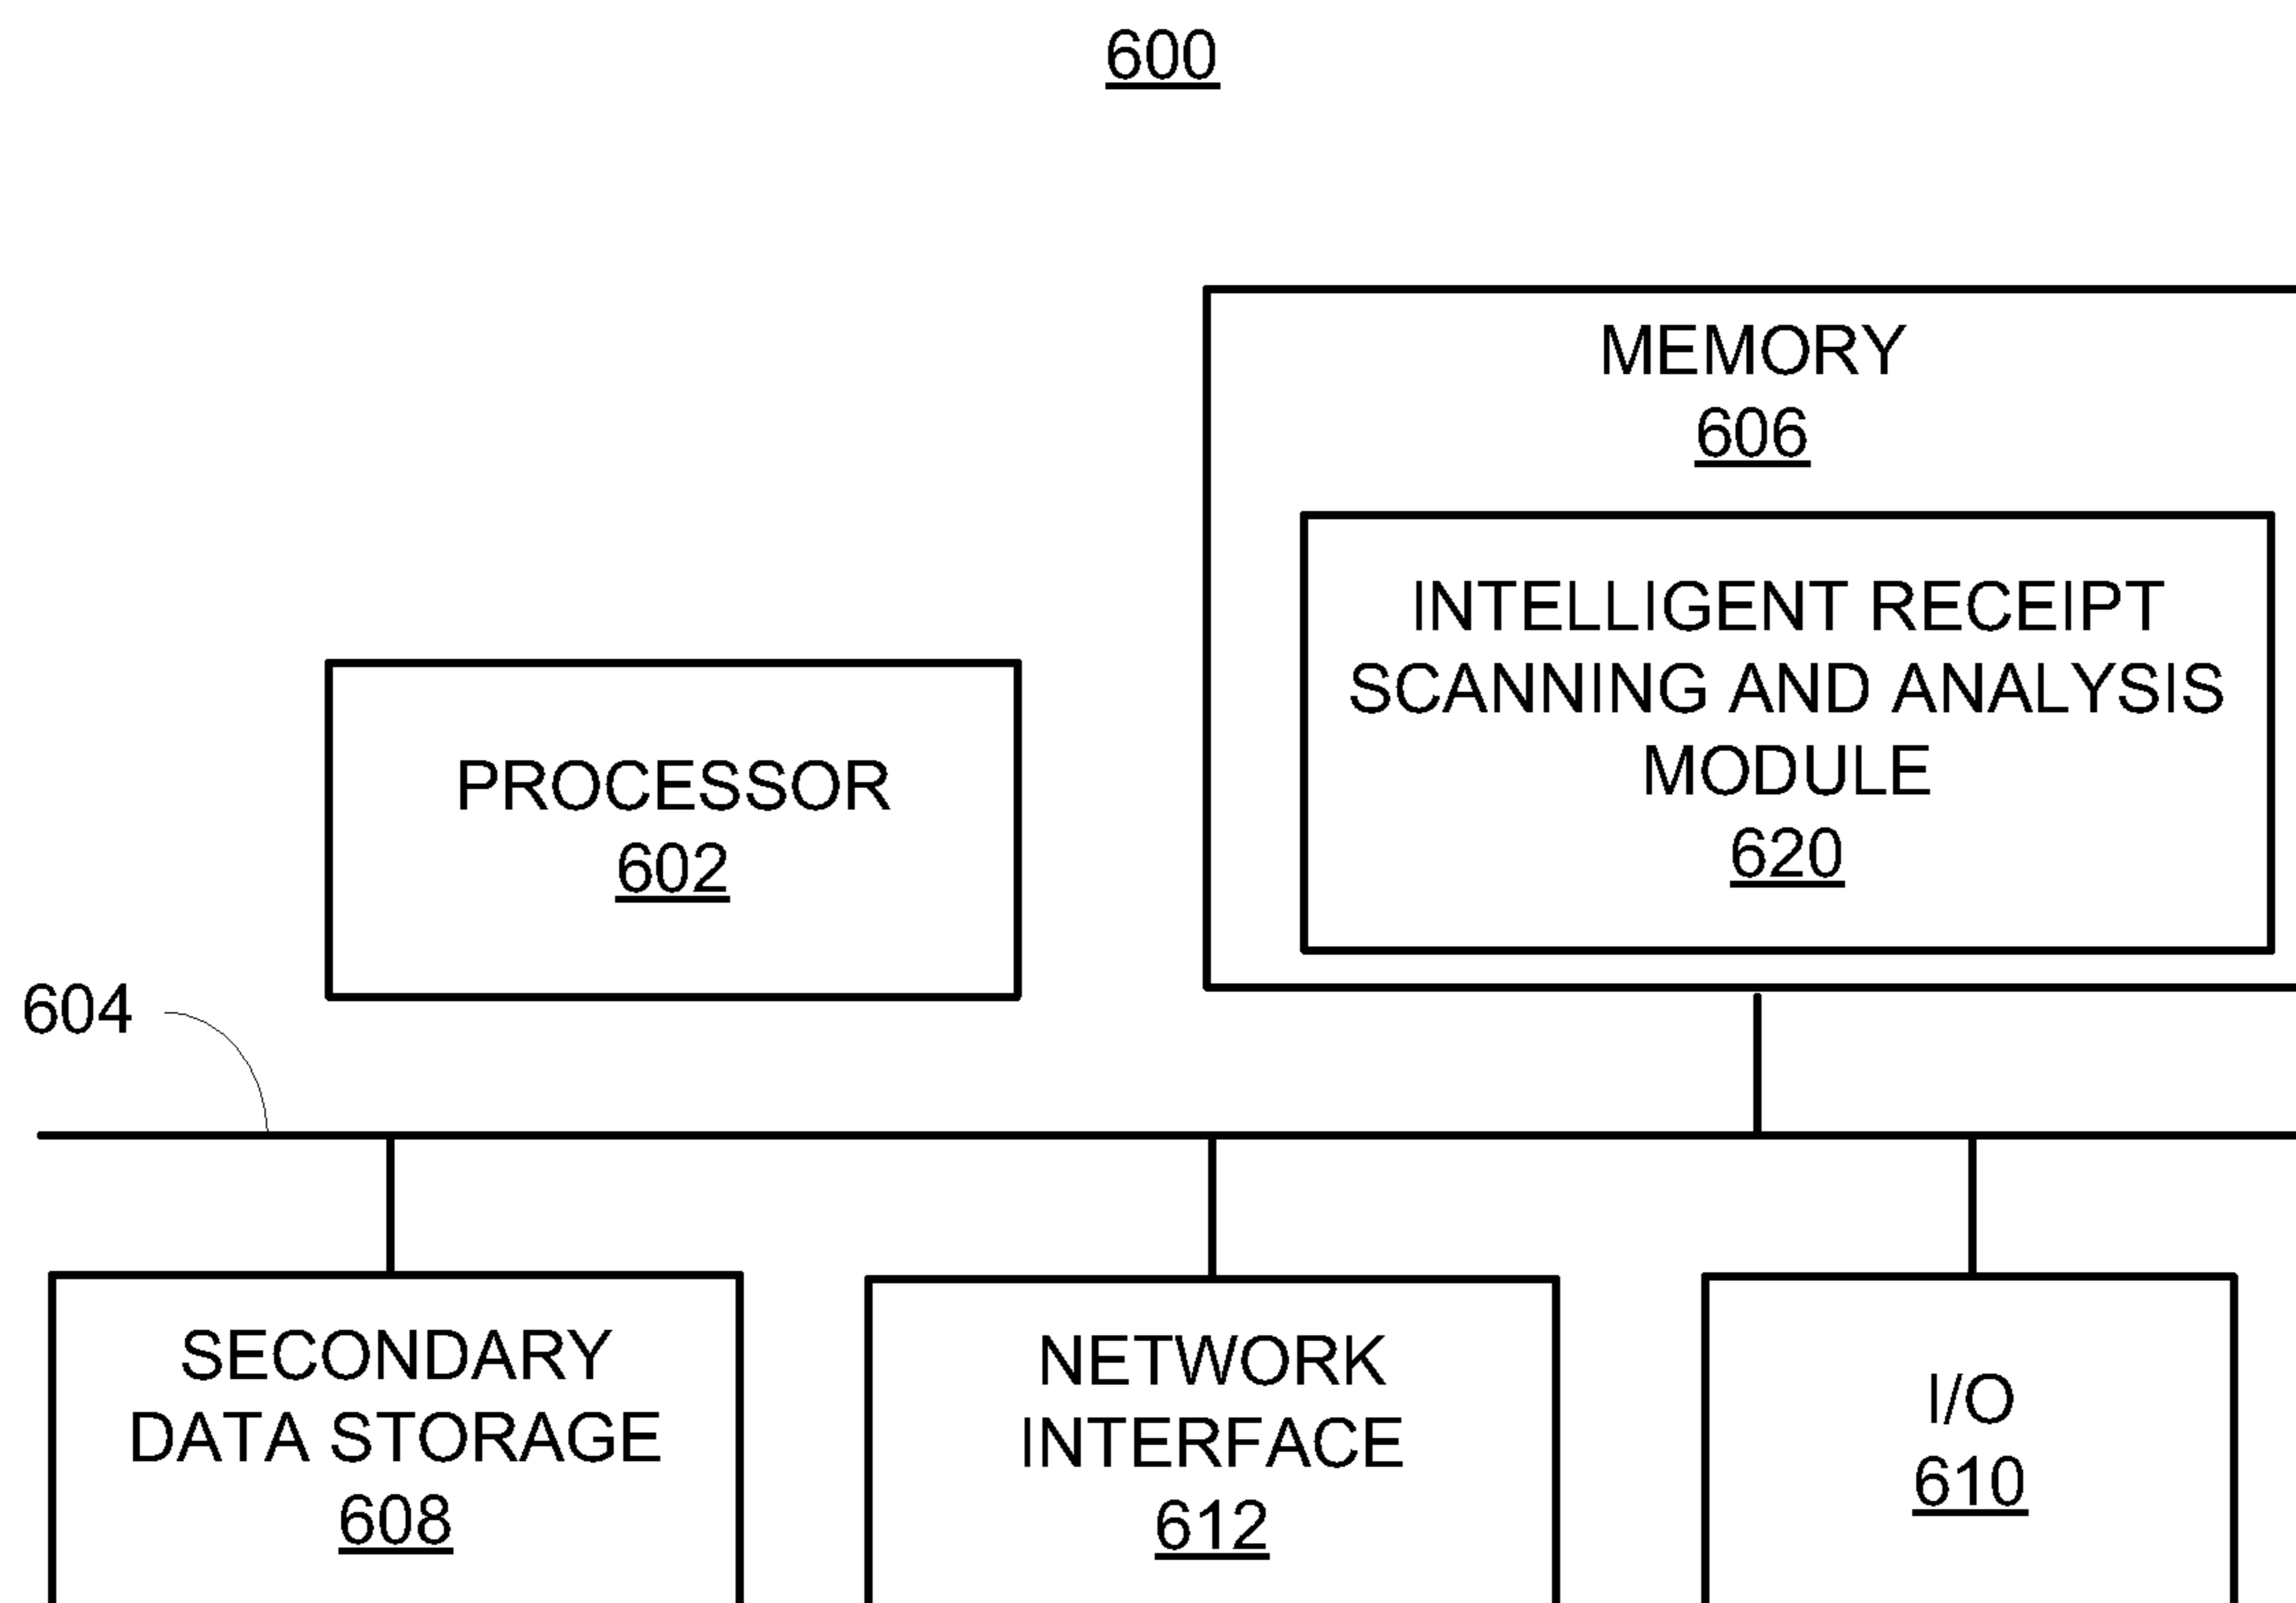 600
MEMORY
606
INTELLIGENT RECEIPT
SCANNING AND ANALYSIS
MODULE
620
PROCESSOR
602
604
SECONDARY
DATA STORAGE
608
NETWORK
INTERFACE
612
I/O
610